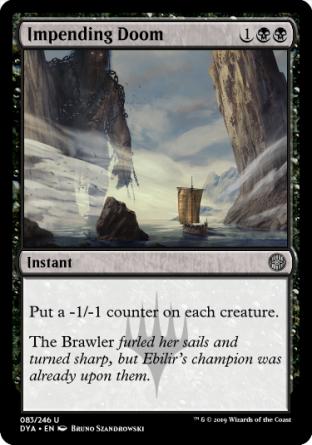 Impending Doom 1
Instant
Put a -1/-1 counter on each creature.
The Brawler furled her sails and
turned sharp, but Ebilir's champion was
already upon them.
083/246 U
DYA • EN Bruno Szandrowski
™ & © 2019 Wizards of the Coast